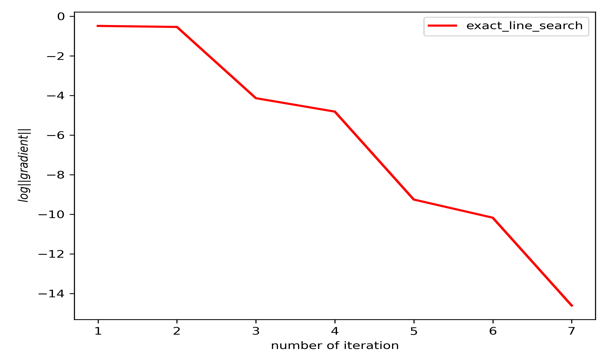 exact_line_search
0
−2
−4
−6
−8
−10
−12
−14
log||gradient||
1 2 3 4 5 6 7
number of iteration